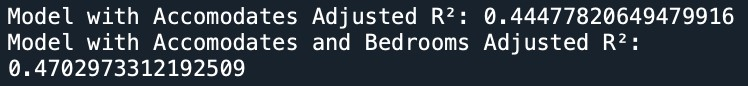 Model with Accomodates Adjusted R²: 0.44477820649479916
Model with Accomodates and Bedrooms Adjusted R²:
0.4702973312192509